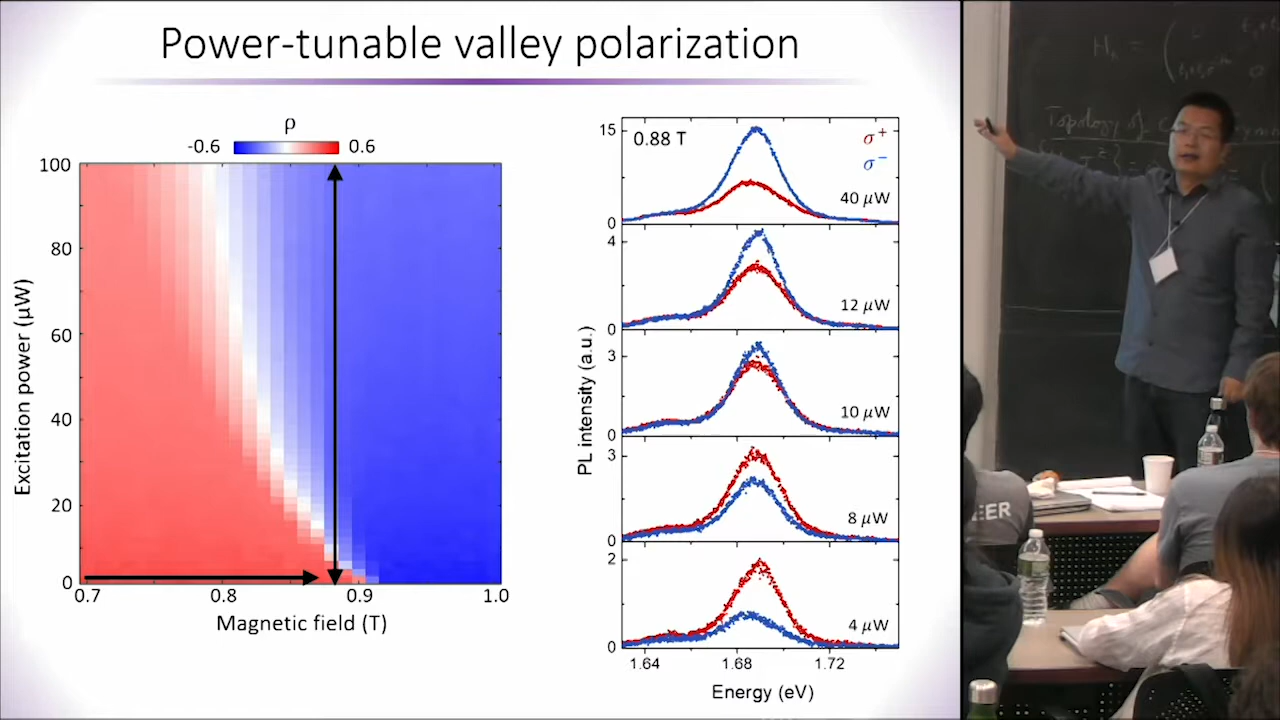 Power-tunable valley polarization
ρ
-0.6 0.6
100
80
60
40
20
0
Excitation power (µW)
0.7 0.8 0.9 1.0
Magnetic field (T)
0.88 T
σ+
σ−
15
0
40 µW
4
0
12 µW
3
0
10 µW
3
0
8 µW
2
0
4 µW
PL intensity (a.u.)
1.64 1.68 1.72
Energy (eV)
Topology of
EER